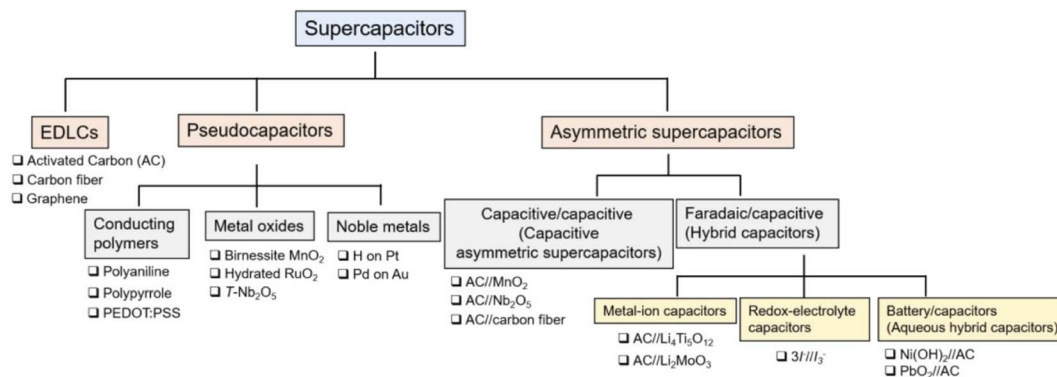 Supercapacitors
EDLCs
❑ Activated Carbon (AC)
❑ Carbon fiber
❑ Graphene
Pseudocapacitors
Conducting
polymers
❑ Polyaniline
❑ Polypyrrole
❑ PEDOT:PSS
Metal oxides
❑ Birnessite MnO₂
❑ Hydrated RuO₂
❑ T-Nb₂O₅
Noble metals
❑ H on Pt
❑ Pd on Au
Asymmetric supercapacitors
Capacitive/capacitive
(Capacitive
asymmetric supercapacitors)
❑ AC//MnO₂
❑ AC//Nb₂O₅
❑ AC//carbon fiber
Faradaic/capacitive
(Hybrid capacitors)
Metal-ion capacitors
❑ AC//Li₄Ti₅O₁₂
❑ AC//Li₂MoO₃
Redox-electrolyte
capacitors
❑ 3I⁻//I₃⁻
Battery/capacitors
(Aqueous hybrid capacitors)
❑ Ni(OH)₂//AC
❑ PbO₂//AC